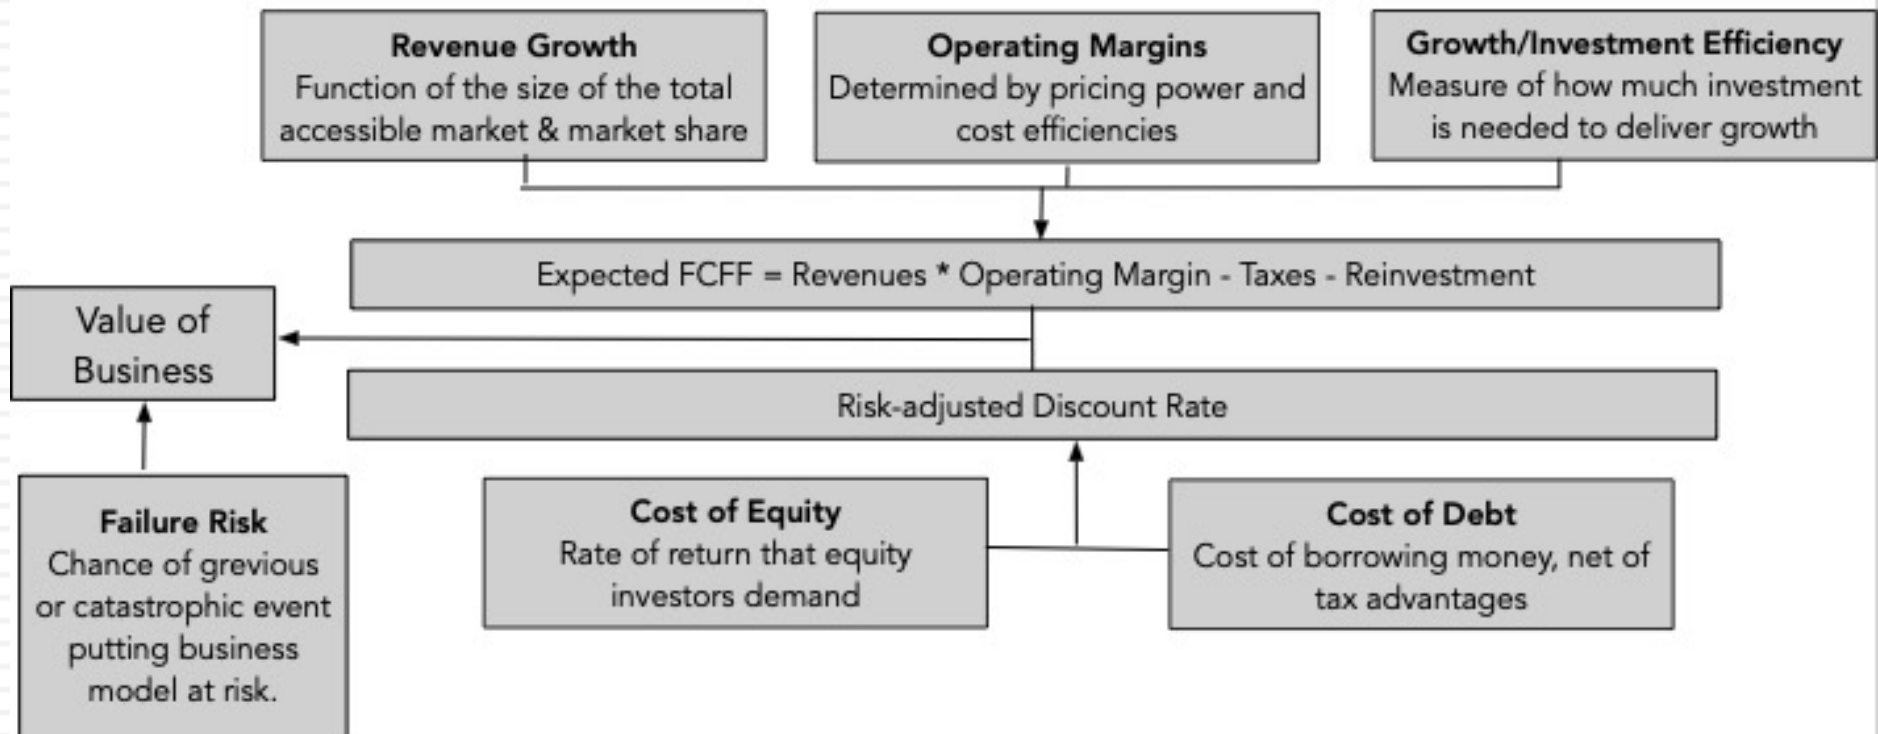 Revenue Growth
Function of the size of the total
accessible market & market share
Operating Margins
Determined by pricing power and
cost efficiencies
Growth/Investment Efficiency
Measure of how much investment
is needed to deliver growth
Expected FCFF = Revenues * Operating Margin - Taxes - Reinvestment
Value of
Business
Risk-adjusted Discount Rate
Failure Risk
Chance of grevious
or catastrophic event
putting business
model at risk.
Cost of Equity
Rate of return that equity
investors demand
Cost of Debt
Cost of borrowing money, net of
tax advantages